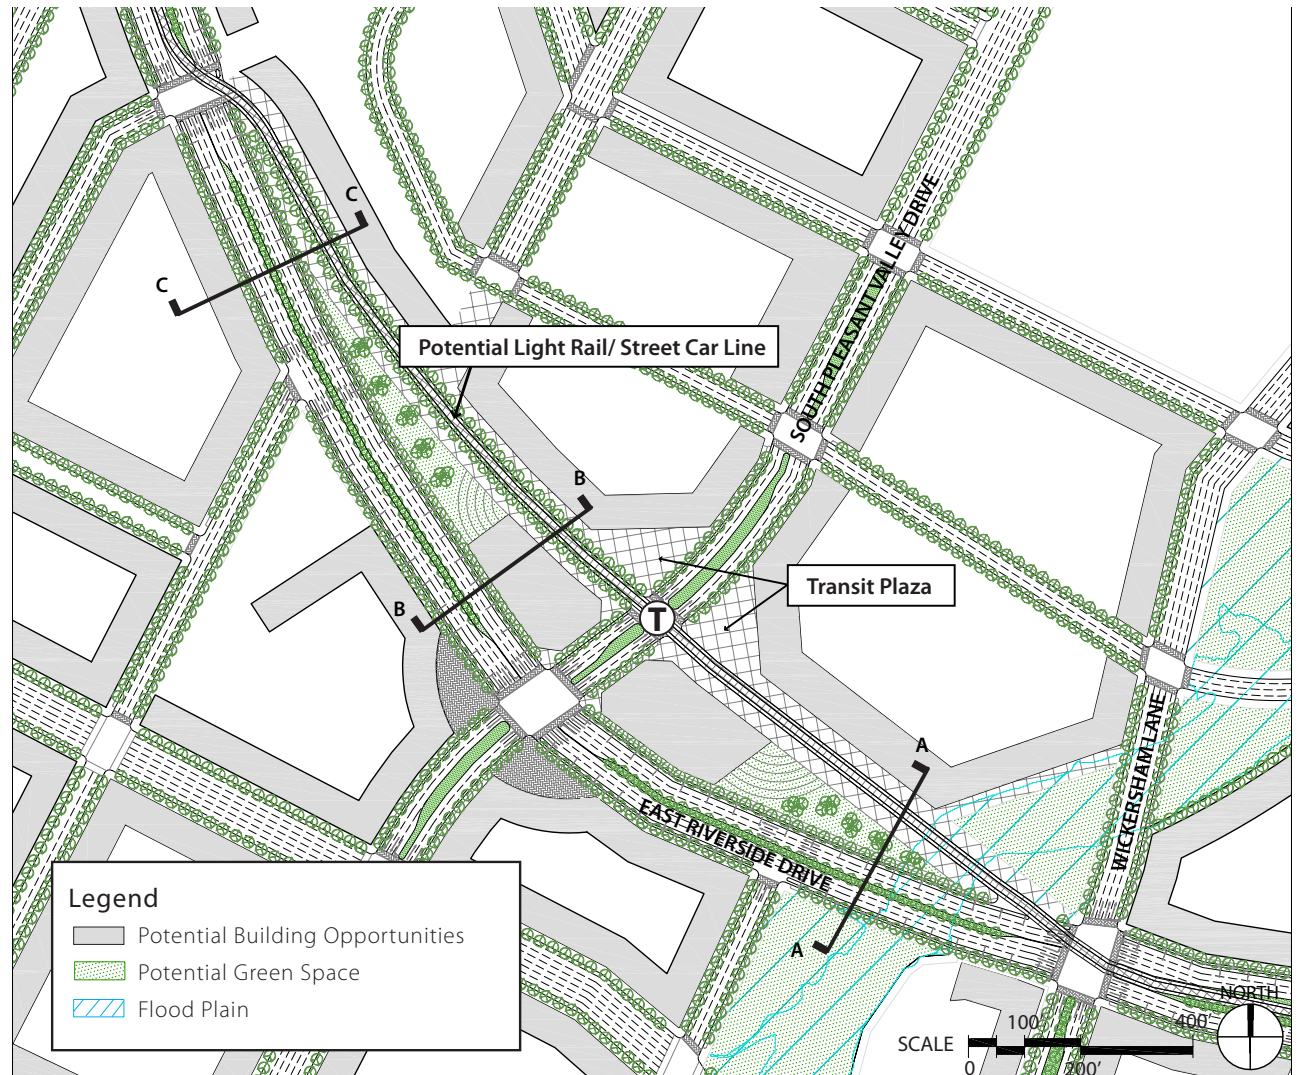 C
C
SOUTH PLEASANT VALLEY DRIVE
Potential Light Rail/ Street Car Line
B
B
Transit Plaza
T
A
A
WICKERSHAM LANE
EAST RIVERSIDE DRIVE
Legend
Potential Building Opportunities
Potential Green Space
Flood Plain
NORTH
100'
400'
SCALE
0
200'